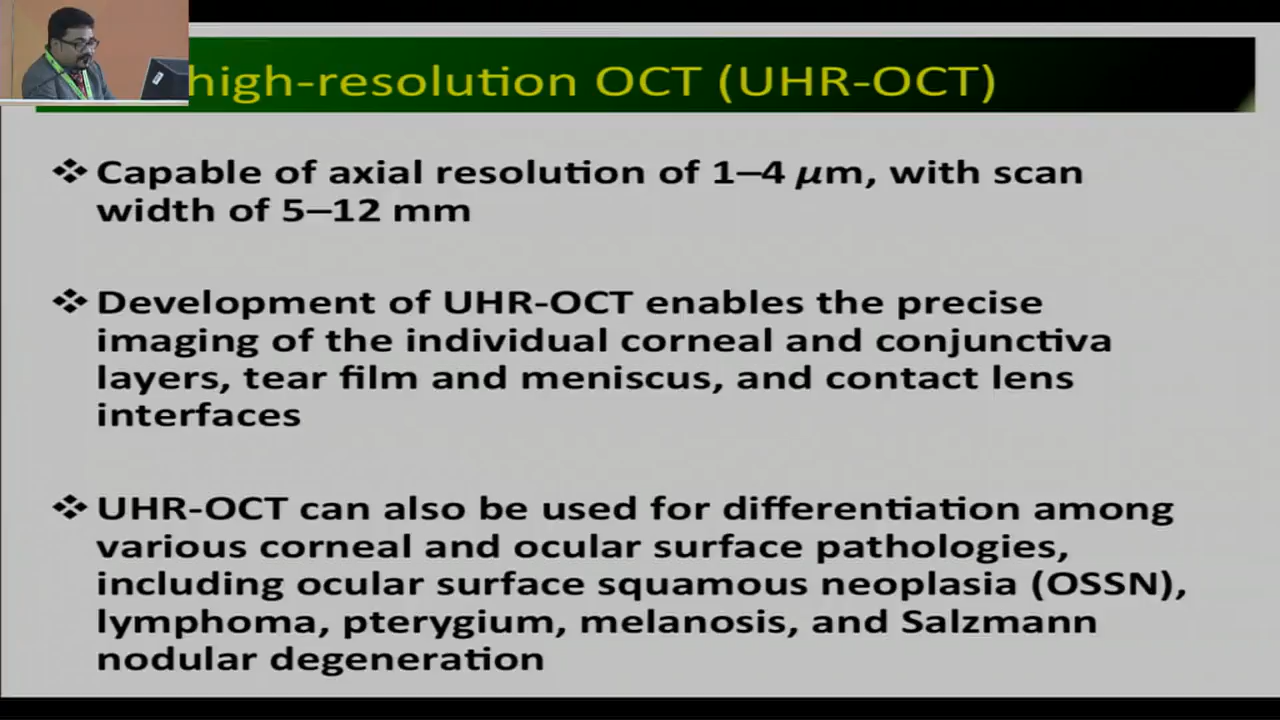 high-resolution OCT (UHR-OCT)
❖ Capable of axial resolution of 1–4 µm, with scan
width of 5–12 mm
❖ Development of UHR-OCT enables the precise
imaging of the individual corneal and conjunctiva
layers, tear film and meniscus, and contact lens
interfaces
❖ UHR-OCT can also be used for differentiation among
various corneal and ocular surface pathologies,
including ocular surface squamous neoplasia (OSSN),
lymphoma, pterygium, melanosis, and Salzmann
nodular degeneration